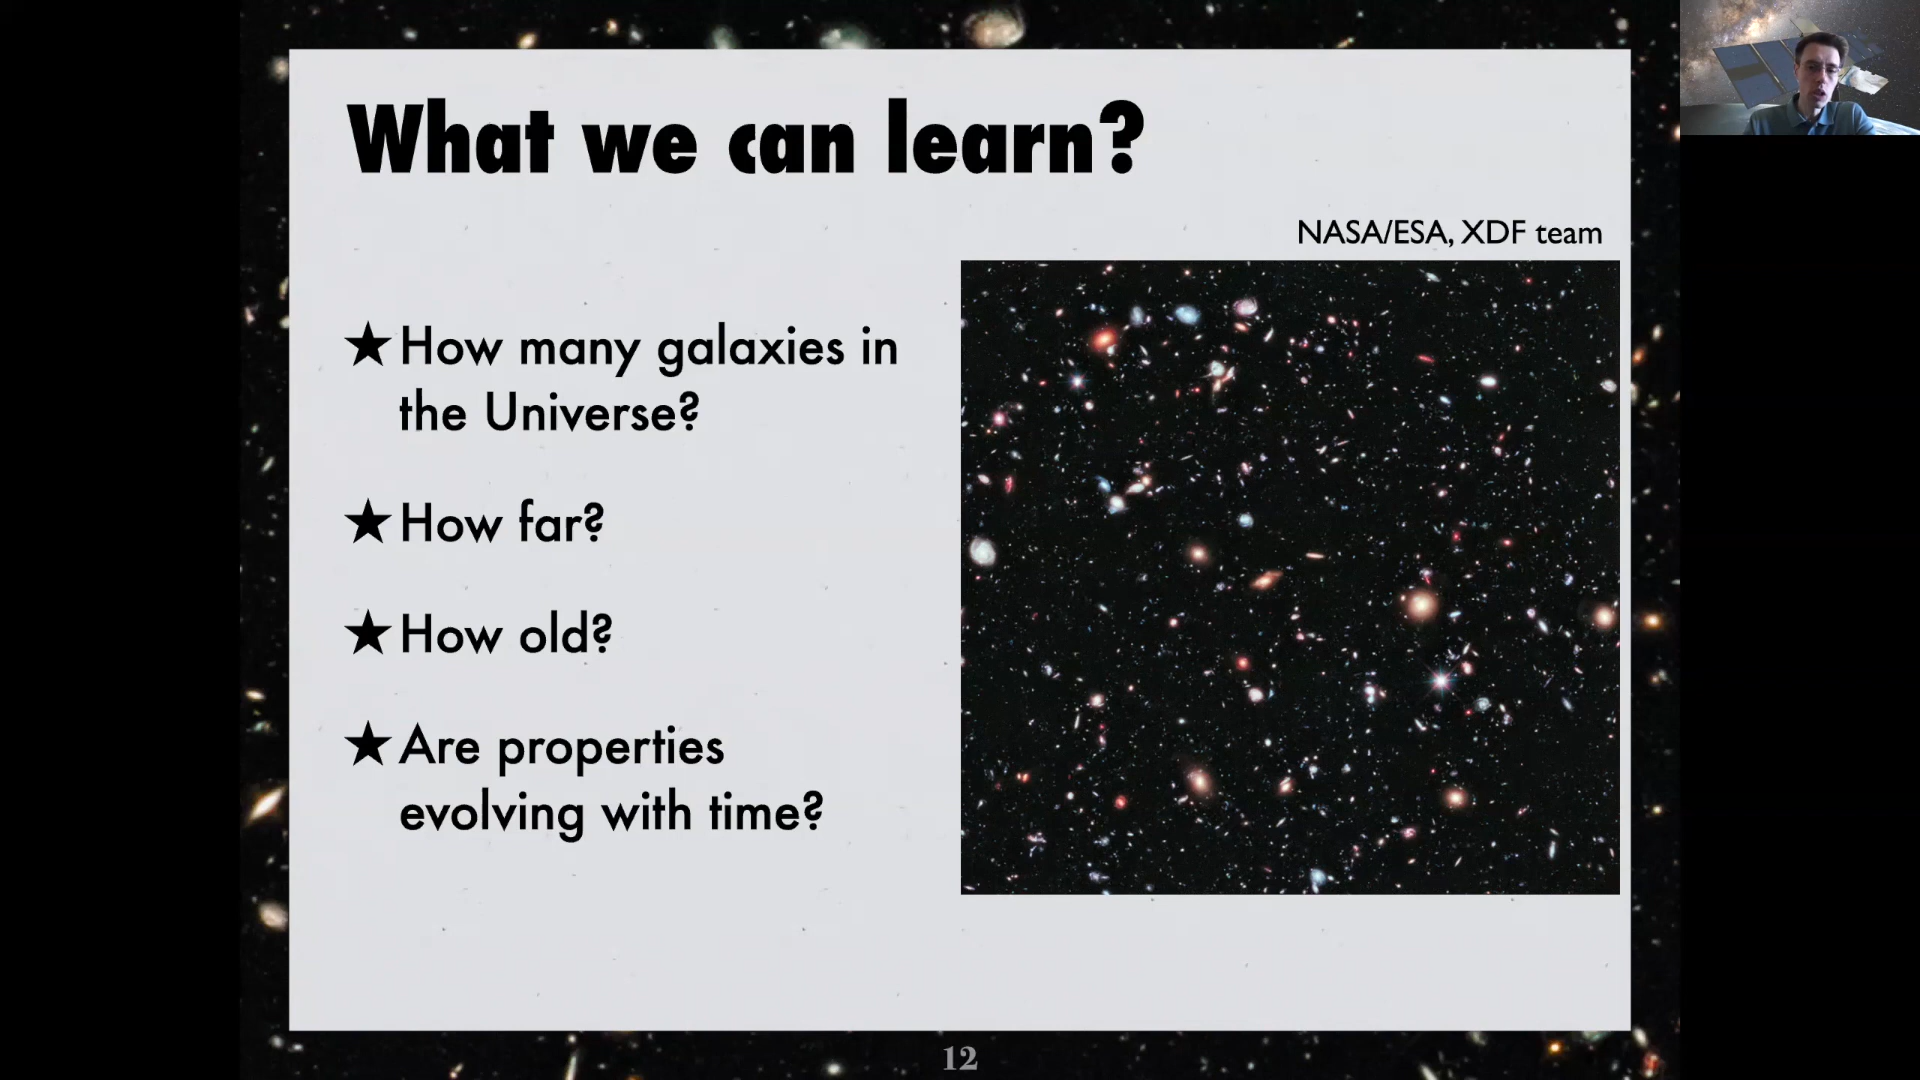 What we can learn?
NASA/ESA, XDF team
★How many galaxies in
the Universe?
★How far?
★How old?
★Are properties
evolving with time?
12